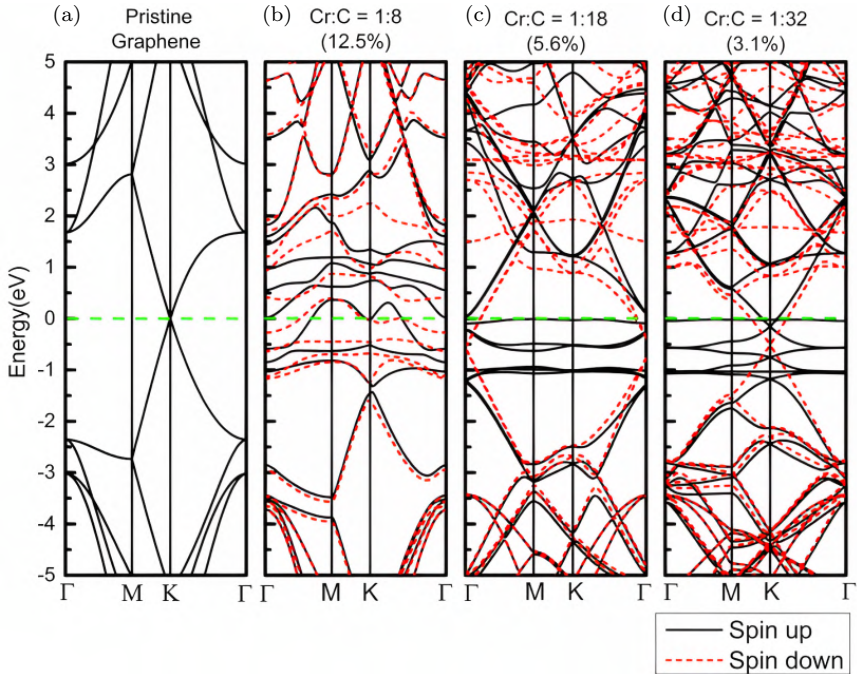 (a) Pristine Graphene
(b) Cr:C = 1:8 (12.5%)
(c) Cr:C = 1:18 (5.6%)
(d) Cr:C = 1:32 (3.1%)
Energy(eV)
5
4
3
2
1
0
-1
-2
-3
-4
-5
Γ M K Γ
Γ M K Γ
Γ M K Γ
Γ M K Γ
Spin up
Spin down